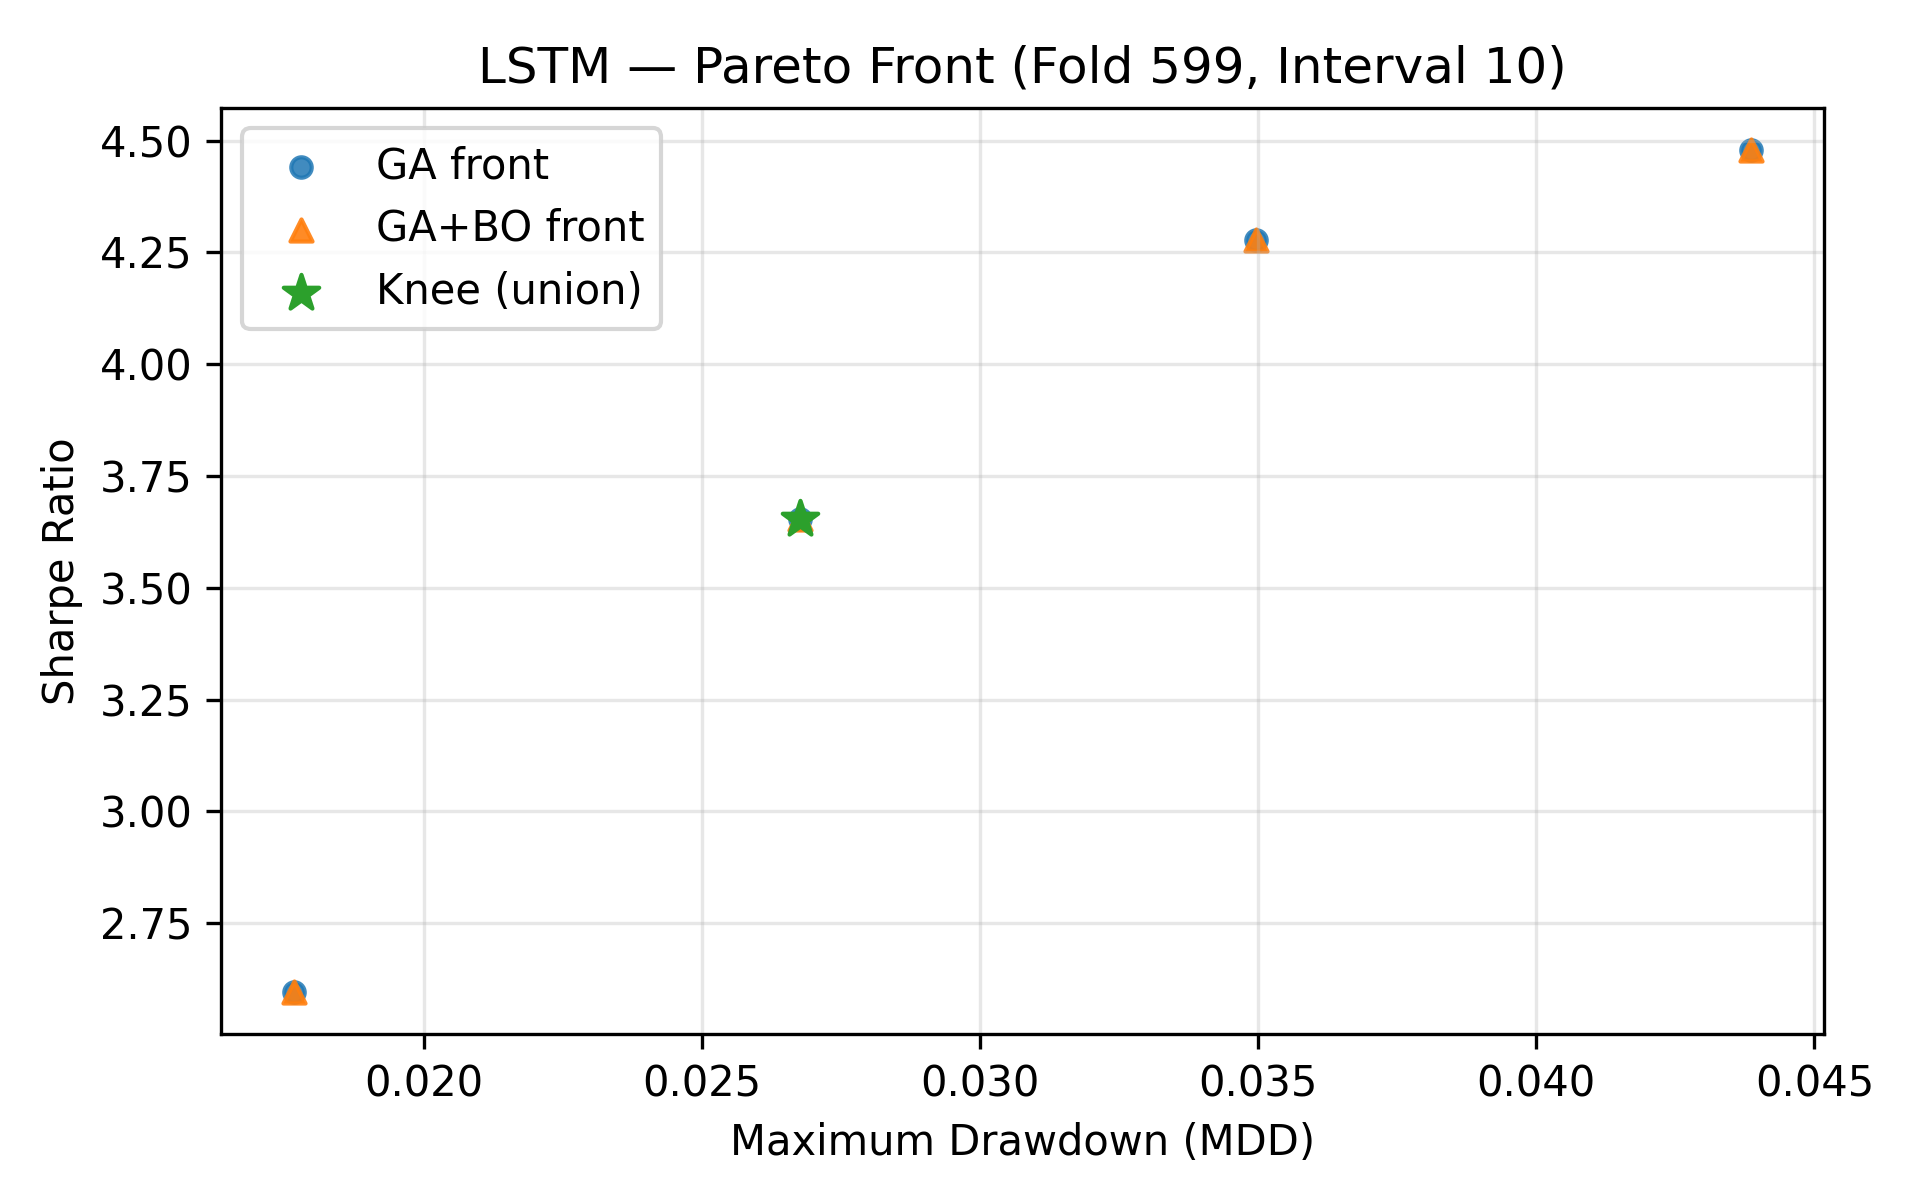 LSTM — Pareto Front (Fold 599, Interval 10)
GA front
GA+BO front
Knee (union)
Sharpe Ratio
4.50
4.25
4.00
3.75
3.50
3.25
3.00
2.75
0.020 0.025 0.030 0.035 0.040 0.045
Maximum Drawdown (MDD)